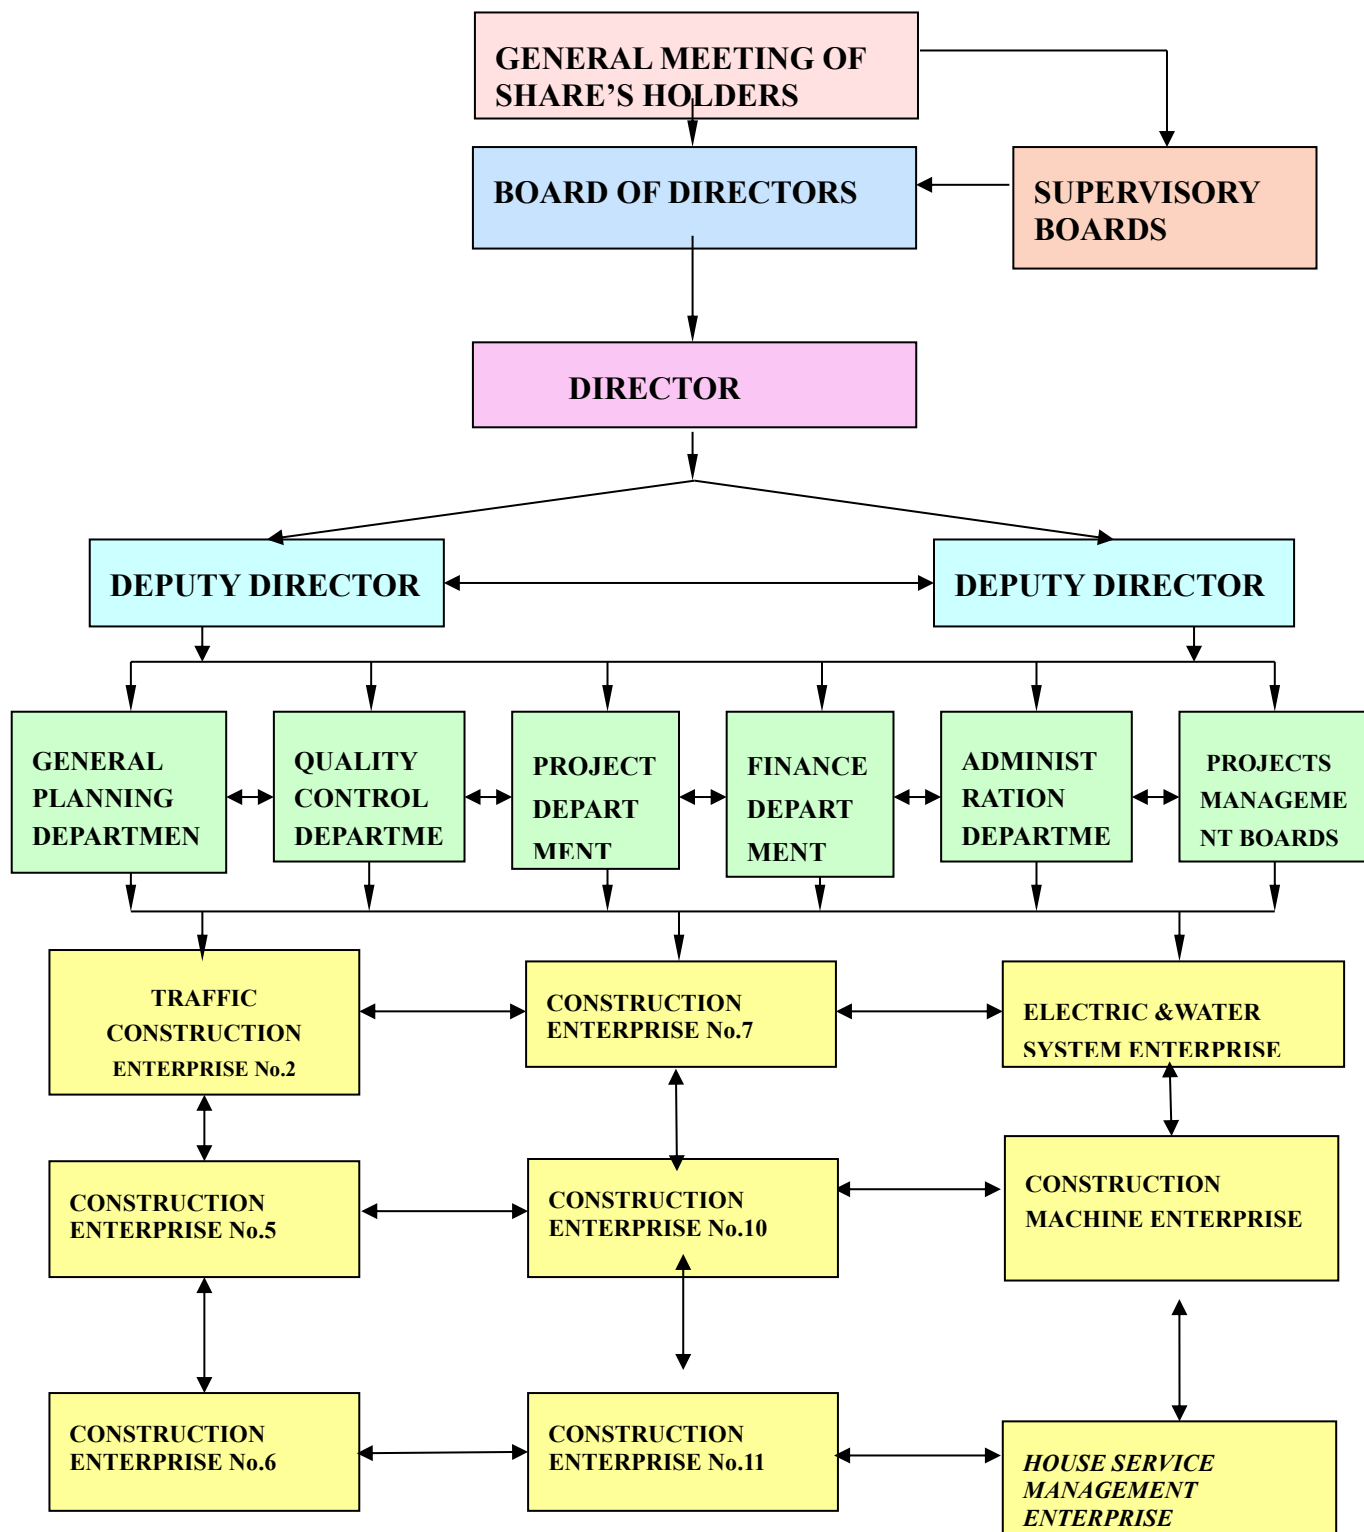 GENERAL MEETING OF
SHARE'S HOLDERS
BOARD OF DIRECTORS
SUPERVISORY
BOARDS
DIRECTOR
DEPUTY DIRECTOR
DEPUTY DIRECTOR
GENERAL
PLANNING
DEPARTMEN
QUALITY
CONTROL
DEPARTME
PROJECT
DEPART
MENT
FINANCE
DEPART
MENT
ADMINIST
RATION
DEPARTME
PROJECTS
MANAGEME
NT BOARDS
TRAFFIC
CONSTRUCTION
ENTERPRISE No.2
CONSTRUCTION
ENTERPRISE No.7
ELECTRIC &WATER
SYSTEM ENTERPRISE
CONSTRUCTION
ENTERPRISE No.5
CONSTRUCTION
ENTERPRISE No.10
CONSTRUCTION
MACHINE ENTERPRISE
CONSTRUCTION
ENTERPRISE No.6
CONSTRUCTION
ENTERPRISE No.11
HOUSE SERVICE
MANAGEMENT
ENTERPRISE